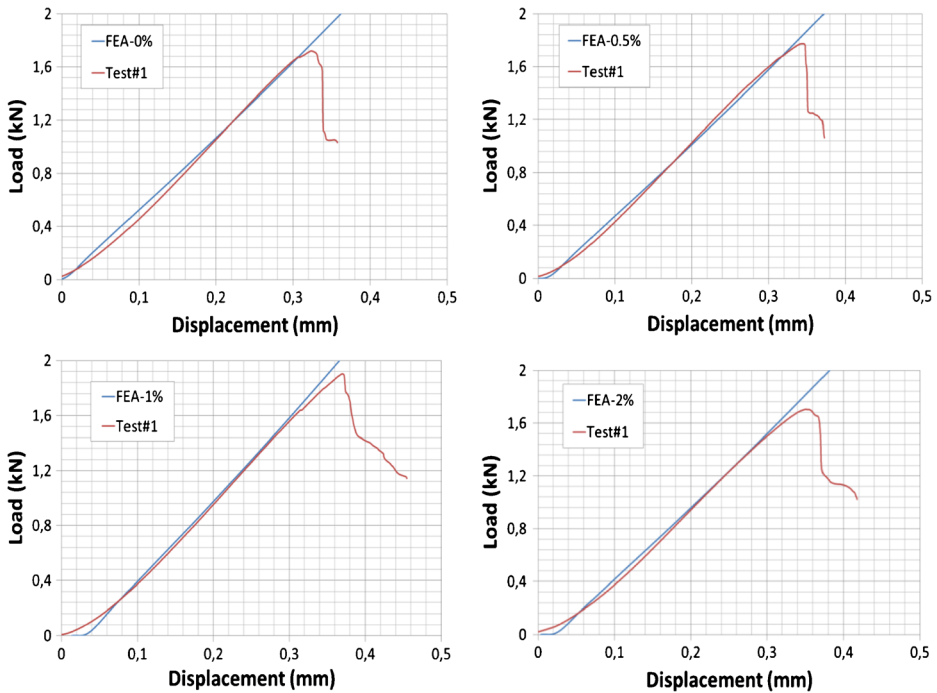 2
1,6
1,2
0,8
0,4
0
Load (kN)
FEA-0%
Test#1
0 0,1 0,2 0,3 0,4 0,5
Displacement (mm)
2
1,6
1,2
0,8
0,4
0
Load (kN)
FEA-0.5%
Test#1
0 0,1 0,2 0,3 0,4 0,5
Displacement (mm)
2
1,6
1,2
0,8
0,4
0
Load (kN)
FEA-1%
Test#1
0 0,1 0,2 0,3 0,4 0,5
Displacement (mm)
2
1,6
1,2
0,8
0,4
0
Load (kN)
FEA-2%
Test#1
0 0,1 0,2 0,3 0,4 0,5
Displacement (mm)